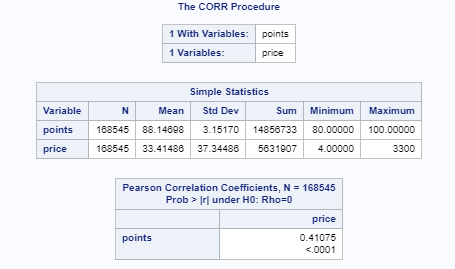 The CORR Procedure
1 With Variables: points
1 Variables: price
Simple Statistics
Variable N Mean Std Dev Sum Minimum Maximum
points 168545 88.14698 3.15170 14856733 80.00000 100.00000
price 168545 33.41486 37.34486 5631907 4.00000 3300
Pearson Correlation Coefficients, N = 168545
Prob > |r| under H0: Rho=0
price
points 0.41075
<.0001